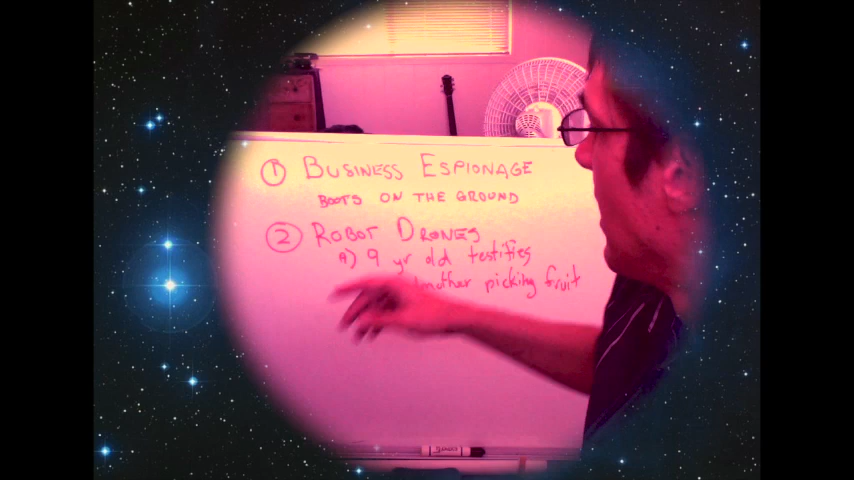 ① BUSINESS ESPIONAGE
BOOTS ON THE GROUND
② ROBOT DRONES
A) 9 yr old testifies
picking fruit